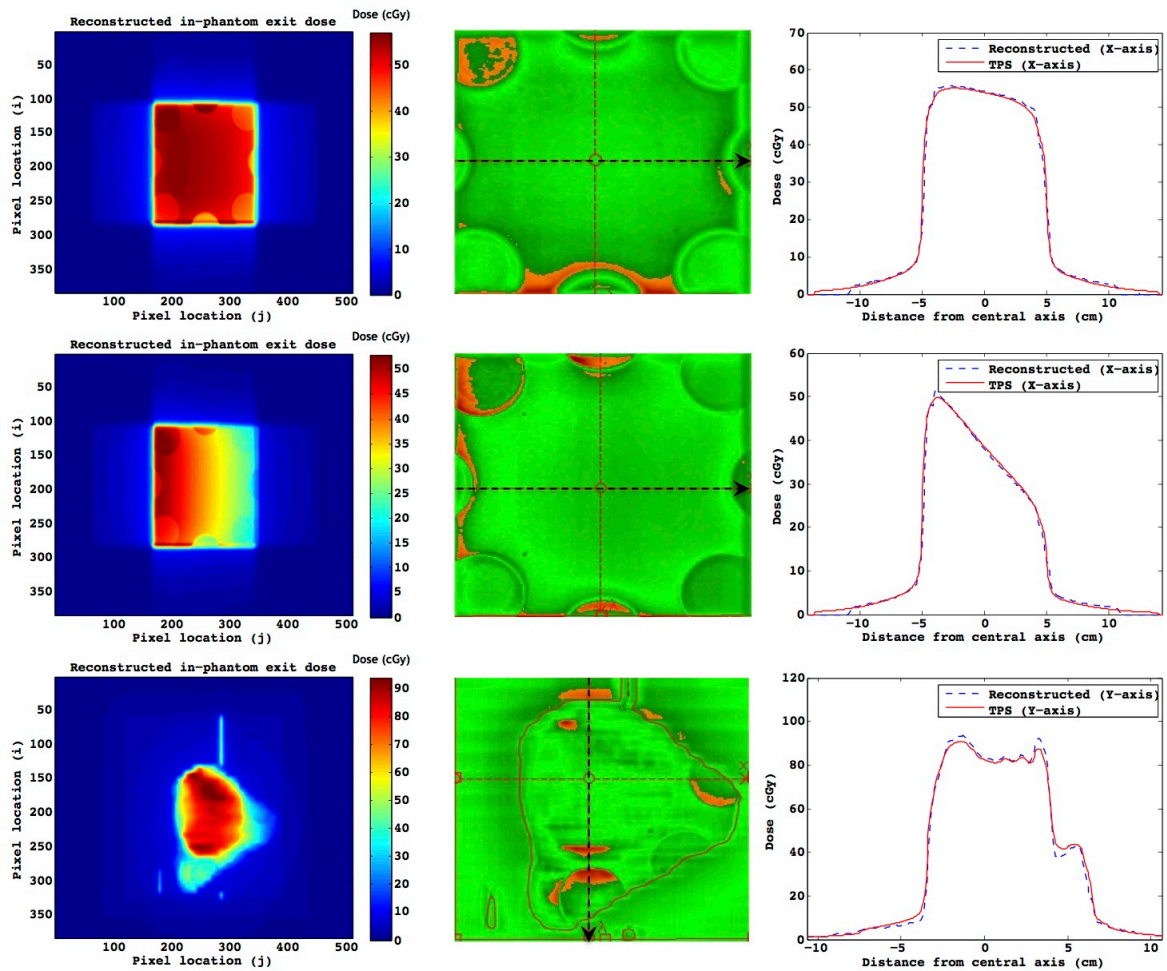 Reconstructed in-phantom exit dose
Dose (cGy)
50
100
150
200
250
300
350
Pixel location (i)
100 200 300 400 500
Pixel location (j)
50
40
30
20
10
0
70
60
50
40
30
20
10
0
Dose (cGy)
Reconstructed (X-axis)
TPS (X-axis)
−10 −5 0 5 10
Distance from central axis (cm)
Reconstructed in-phantom exit dose
Dose (cGy)
50
100
150
200
250
300
350
Pixel location (i)
100 200 300 400 500
Pixel location (j)
50
45
40
35
30
25
20
15
10
5
0
60
50
40
30
20
10
0
Dose (cGy)
Reconstructed (X-axis)
TPS (X-axis)
−10 −5 0 5 10
Distance from central axis (cm)
Reconstructed in-phantom exit dose
Dose (cGy)
50
100
150
200
250
300
350
Pixel location (i)
100 200 300 400 500
Pixel location (j)
90
80
70
60
50
40
30
20
10
0
X
120
100
80
60
40
20
0
Dose (cGy)
Reconstructed (Y-axis)
TPS (Y-axis)
−10 −5 0 5 10
Distance from central axis (cm)